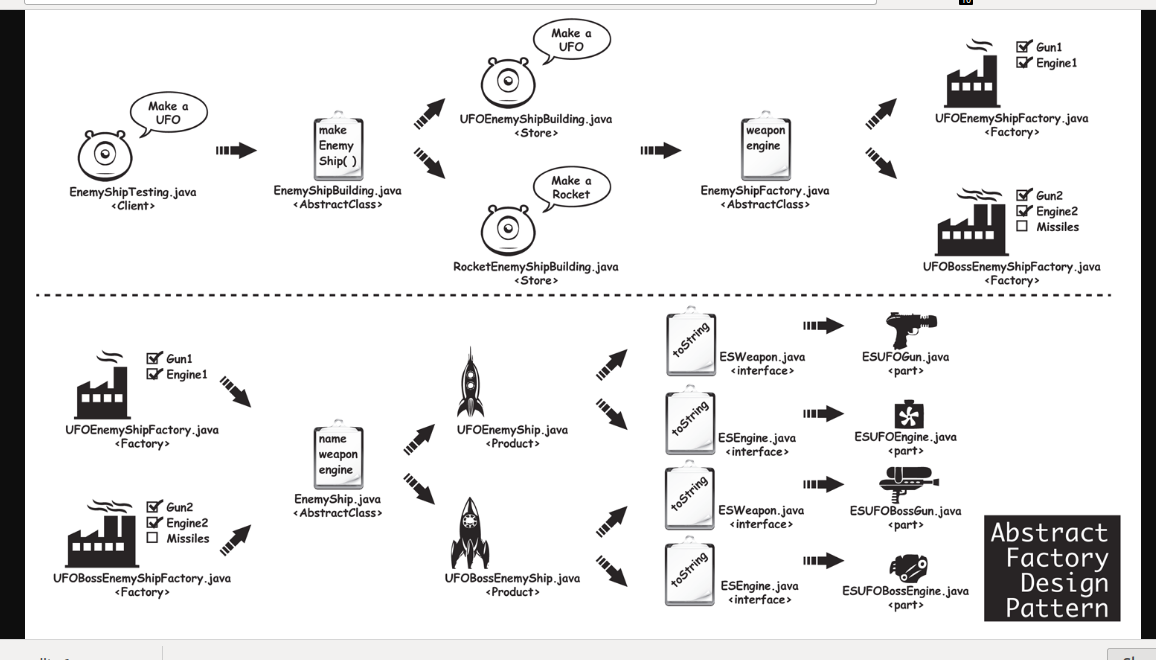 Make a
UFO
EnemyShipTesting.java
<Client>
make
Enemy
Ship( )
EnemyShipBuilding.java
<AbstractClass>
Make a
UFO
UFOEnemyShipBuilding.java
<Store>
Make a
Rocket
RocketEnemyShipBuilding.java
<Store>
weapon
engine
EnemyShipFactory.java
<AbstractClass>
Gun1
Engine1
UFOEnemyShipFactory.java
<Factory>
Gun2
Engine2
Missiles
UFOBossEnemyShipFactory.java
<Factory>
Gun1
Engine1
UFOEnemyShipFactory.java
<Factory>
Gun2
Engine2
Missiles
UFOBossEnemyShipFactory.java
<Factory>
name
weapon
engine
EnemyShip.java
<AbstractClass>
UFOEnemyShip.java
<Product>
UFOBossEnemyShip.java
<Product>
toString
ESWeapon.java
<interface>
ESUFOGun.java
<part>
toString
ESEngine.java
<interface>
ESUFOEngine.java
<part>
toString
ESWeapon.java
<interface>
ESUFOBossGun.java
<part>
toString
ESEngine.java
<interface>
ESUFOBossEngine.java
<part>
Abstract
Factory
Design
Pattern